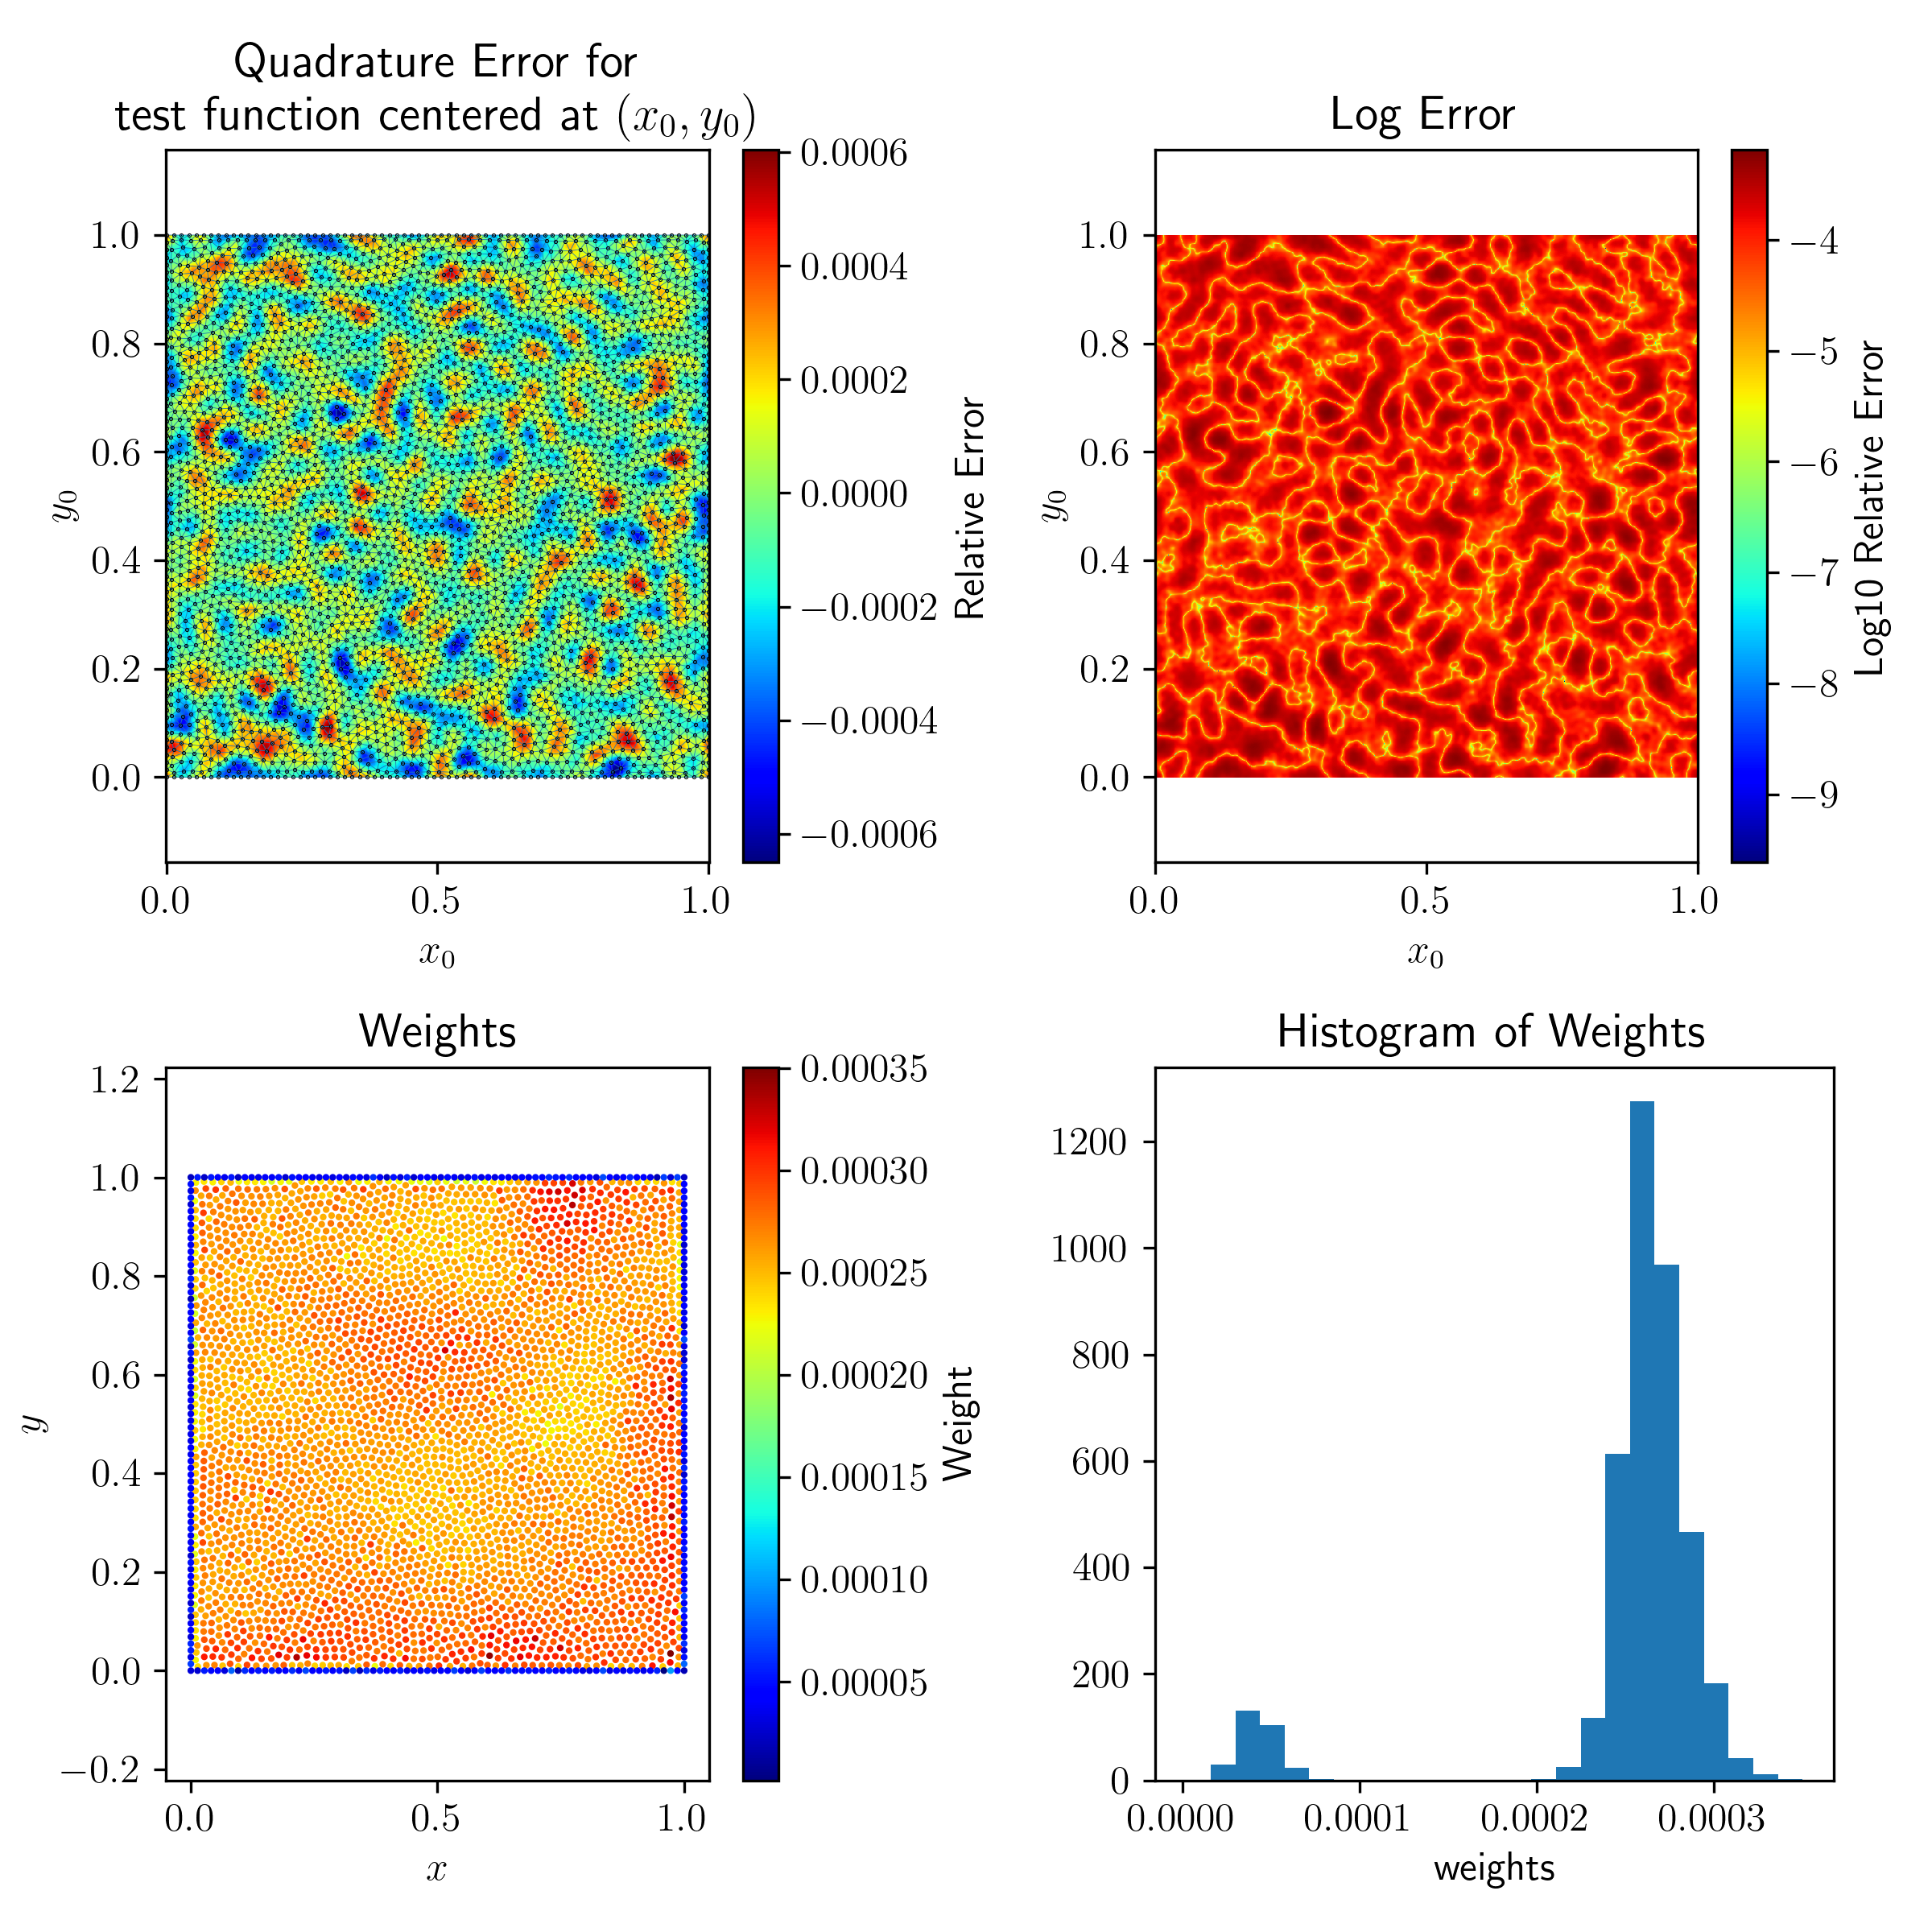 Quadrature Error for
test function centered at (x₀, y₀)
1.0
0.8
0.6
0.4
0.2
0.0
y₀
0.0 0.5 1.0
x₀
0.0006
0.0004
0.0002
0.0000
−0.0002
−0.0004
−0.0006
Relative Error
Log Error
1.0
0.8
0.6
0.4
0.2
0.0
y₀
0.0 0.5 1.0
x₀
−4
−5
−6
−7
−8
−9
Log10 Relative Error
Weights
1.2
1.0
0.8
0.6
0.4
0.2
0.0
−0.2
y
0.0 0.5 1.0
x
0.00035
0.00030
0.00025
0.00020
0.00015
0.00010
0.00005
Weight
Histogram of Weights
1200
1000
800
600
400
200
0
0.0000 0.0001 0.0002 0.0003
weights